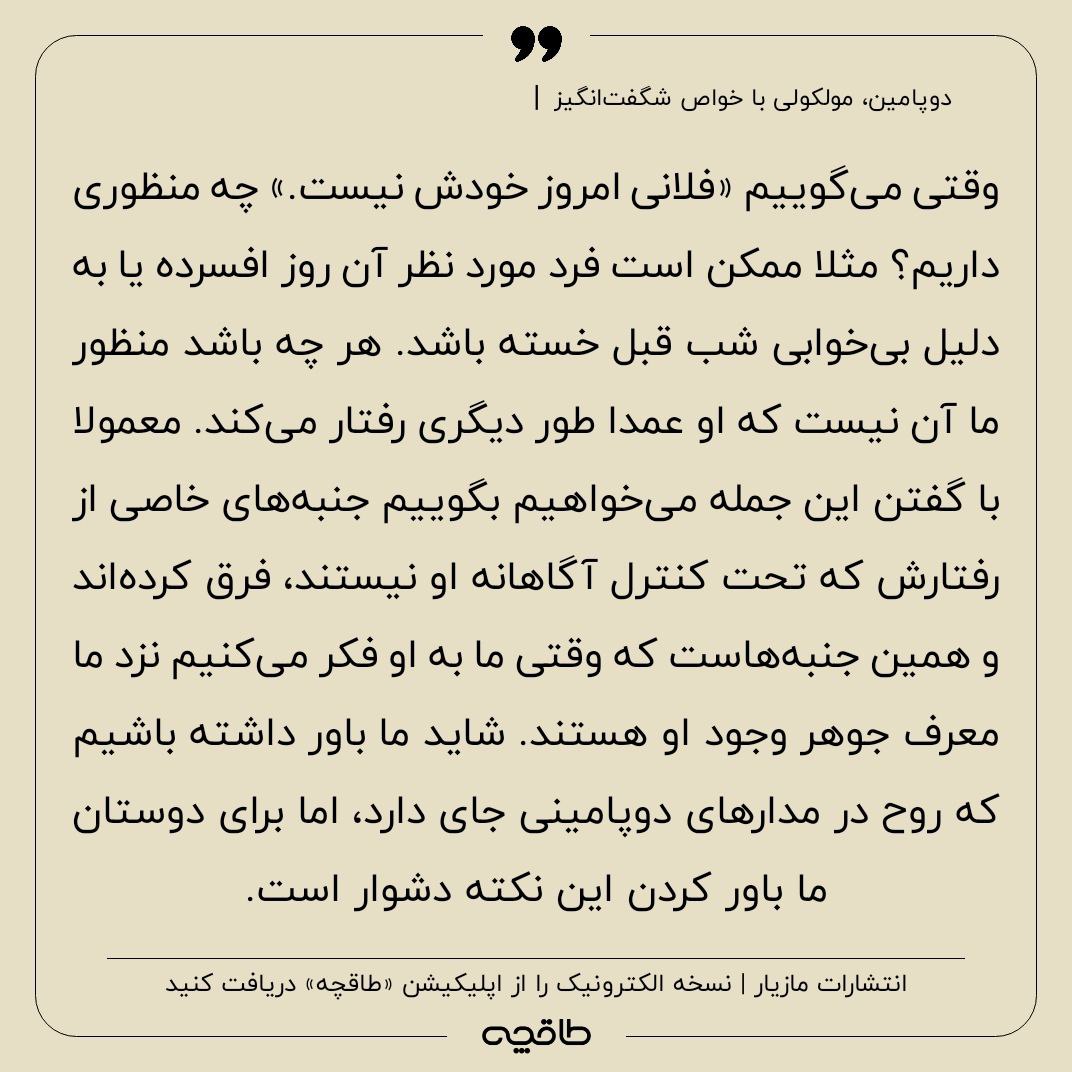 دوپامین، مولکولی با خواص شگفت‌انگیز |
وقتی می‌گوییم «فلانی امروز خودش نیست.» چه منظوری
داریم؟ مثلا ممکن است فرد مورد نظر آن روز افسرده یا به
دلیل بی‌خوابی شب قبل خسته باشد. هر چه باشد منظور
ما آن نیست که او عمدا طور دیگری رفتار می‌کند. معمولا
با گفتن این جمله می‌خواهیم بگوییم جنبه‌های خاصی از
رفتارش که تحت کنترل آگاهانه او نیستند، فرق کرده‌اند
و همین جنبه‌هاست که وقتی ما به او فکر می‌کنیم نزد ما
معرف جوهر وجود او هستند. شاید ما باور داشته باشیم
که روح در مدارهای دوپامینی جای دارد، اما برای دوستان
ما باور کردن این نکته دشوار است.
انتشارات مازیار | نسخه الکترونیک را از اپلیکیشن «طاقچه» دریافت کنید
طاقچه